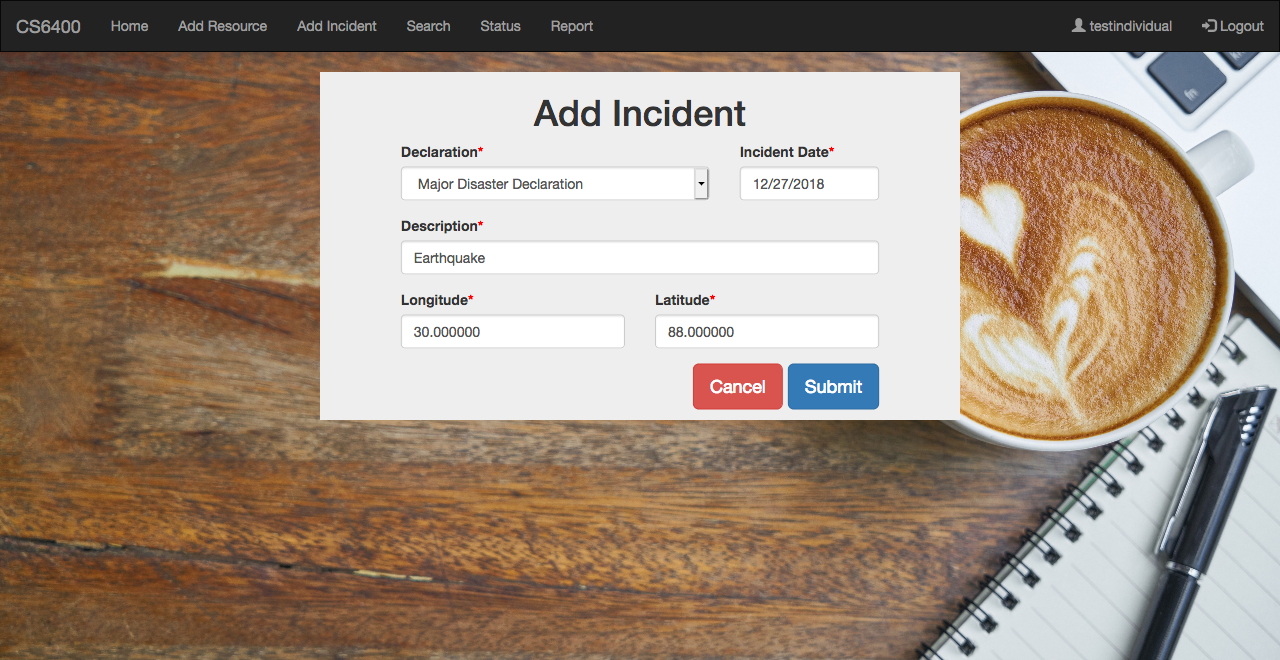 CS6400 Home Add Resource Add Incident Search Status Report testindividual Logout
Add Incident
Declaration* Incident Date*
Major Disaster Declaration 12/27/2018
Description*
Earthquake
Longitude* Latitude*
30.000000 88.000000
Cancel Submit
fn